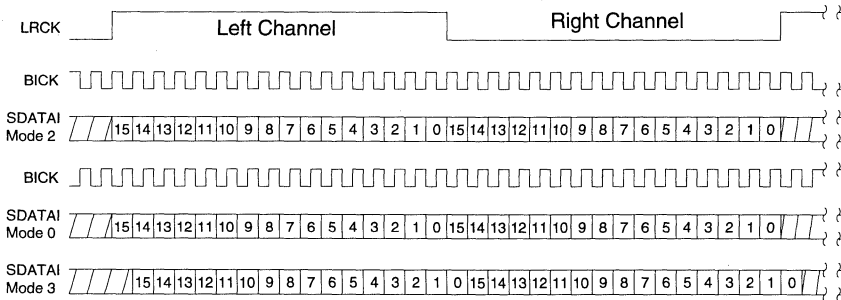 LRCK Left Channel Right Channel
BICK
SDATAI
Mode 2 15 14 13 12 11 10 9 8 7 6 5 4 3 2 1 0 15 14 13 12 11 10 9 8 7 6 5 4 3 2 1 0
BICK
SDATAI
Mode 0 15 14 13 12 11 10 9 8 7 6 5 4 3 2 1 0 15 14 13 12 11 10 9 8 7 6 5 4 3 2 1 0
SDATAI
Mode 3 15 14 13 12 11 10 9 8 7 6 5 4 3 2 1 0 15 14 13 12 11 10 9 8 7 6 5 4 3 2 1 0